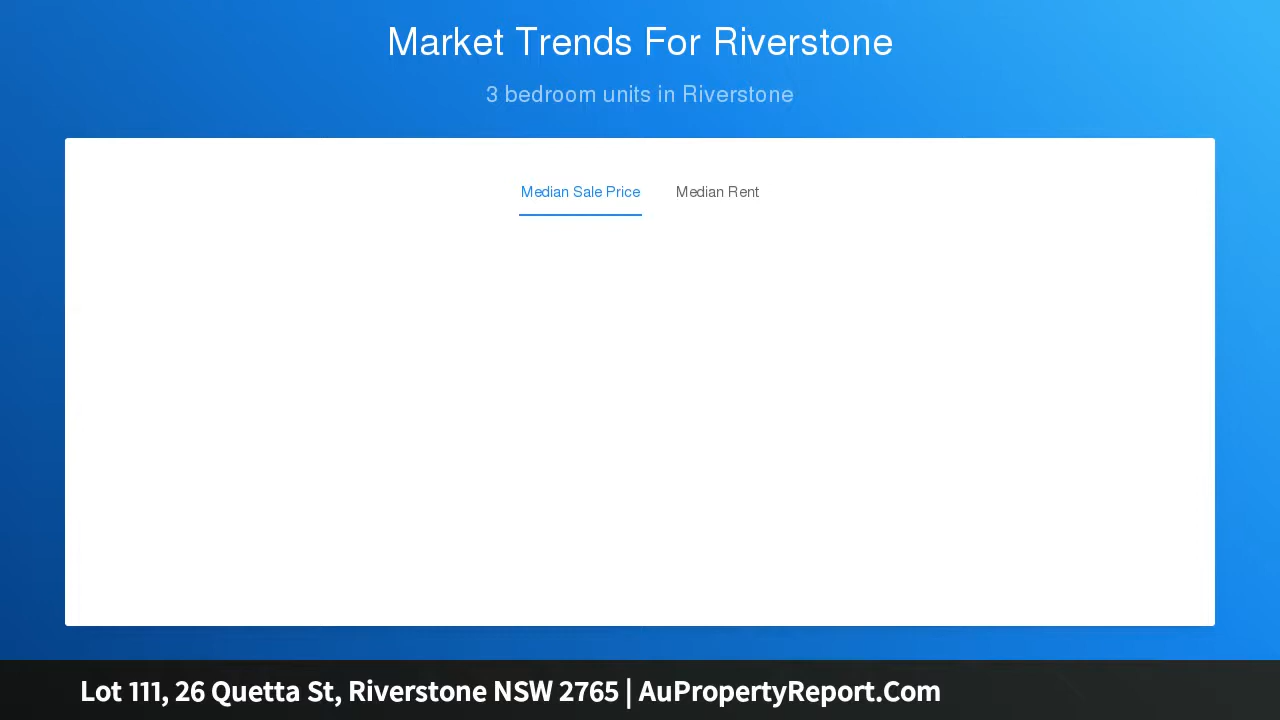 Market Trends For Riverstone
3 bedroom units in Riverstone
Median Sale Price Median Rent
Lot 111, 26 Quetta St, Riverstone NSW 2765 | AuPropertyReport.Com